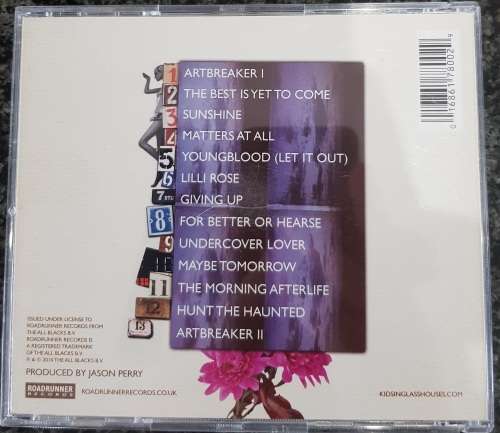 1 ARTBREAKER I
2 THE BEST IS YET TO COME
3 SUNSHINE
4 MATTERS AT ALL
5 YOUNGBLOOD (LET IT OUT)
6 LILLI ROSE
7 GIVING UP
8 FOR BETTER OR HEARSE
9 UNDERCOVER LOVER
MAYBE TOMORROW
11 THE MORNING AFTERLIFE
12 HUNT THE HAUNTED
13 ARTBREAKER II
0 16861 78002 9
ISSUED UNDER LICENSE TO
ROADRUNNER RECORDS FROM
THE ALL BLACKS B.V.
ROADRUNNER RECORDS IS
A REGISTERED TRADEMARK
OF THE ALL BLACKS B.V.
℗ & © 2010 THE ALL BLACKS B.V.
PRODUCED BY JASON PERRY
ROADRUNNER
RECORDS
ROADRUNNERRECORDS.CO.UK
KIDSINGLASSHOUSES.COM